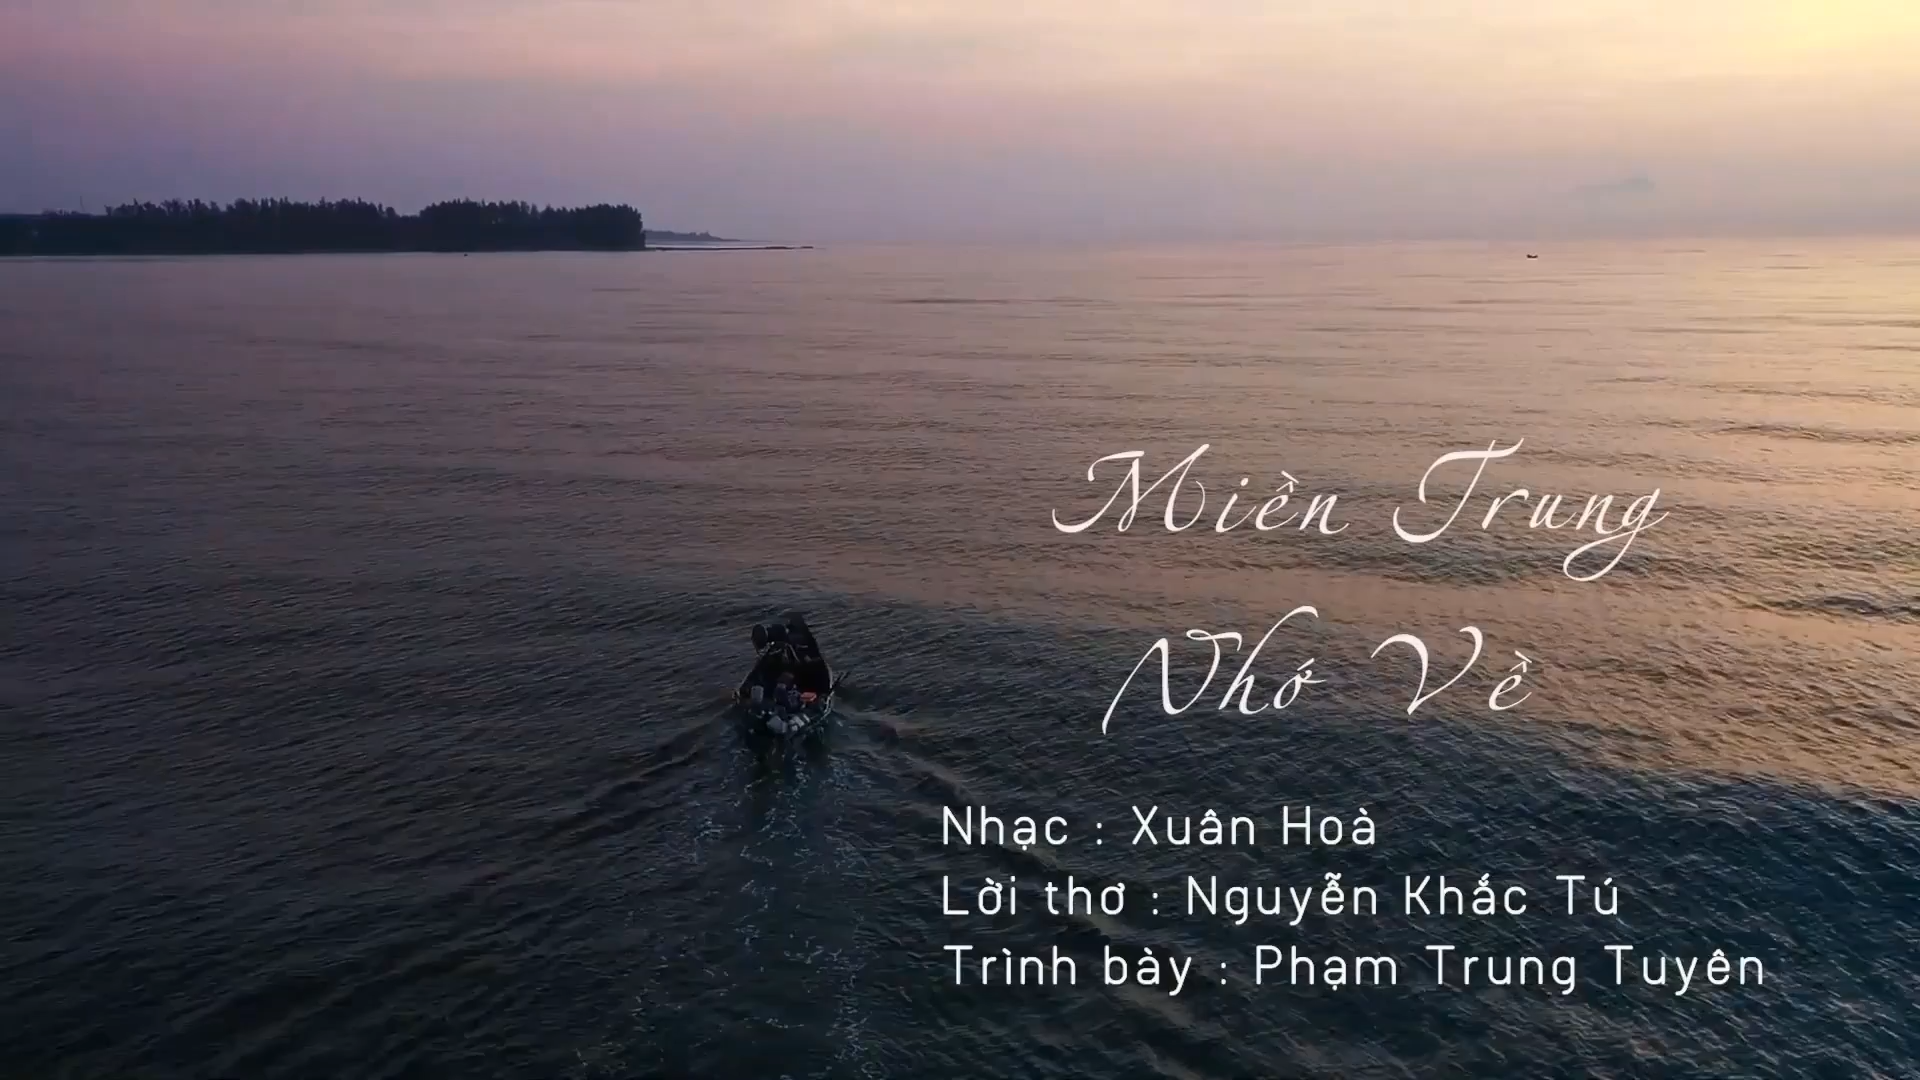 Miền Trung
Nhớ Về
Nhạc : Xuân Hoà
Lời thơ : Nguyễn Khắc Tú
Trình bày : Phạm Trung Tuyên